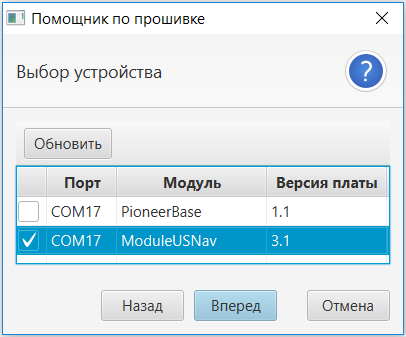 Помощник по прошивке
Выбор устройства
?
Обновить
Порт Модуль Версия платы
COM17 PioneerBase 1.1
COM17 ModuleUSNav 3.1
Назад Вперед Отмена